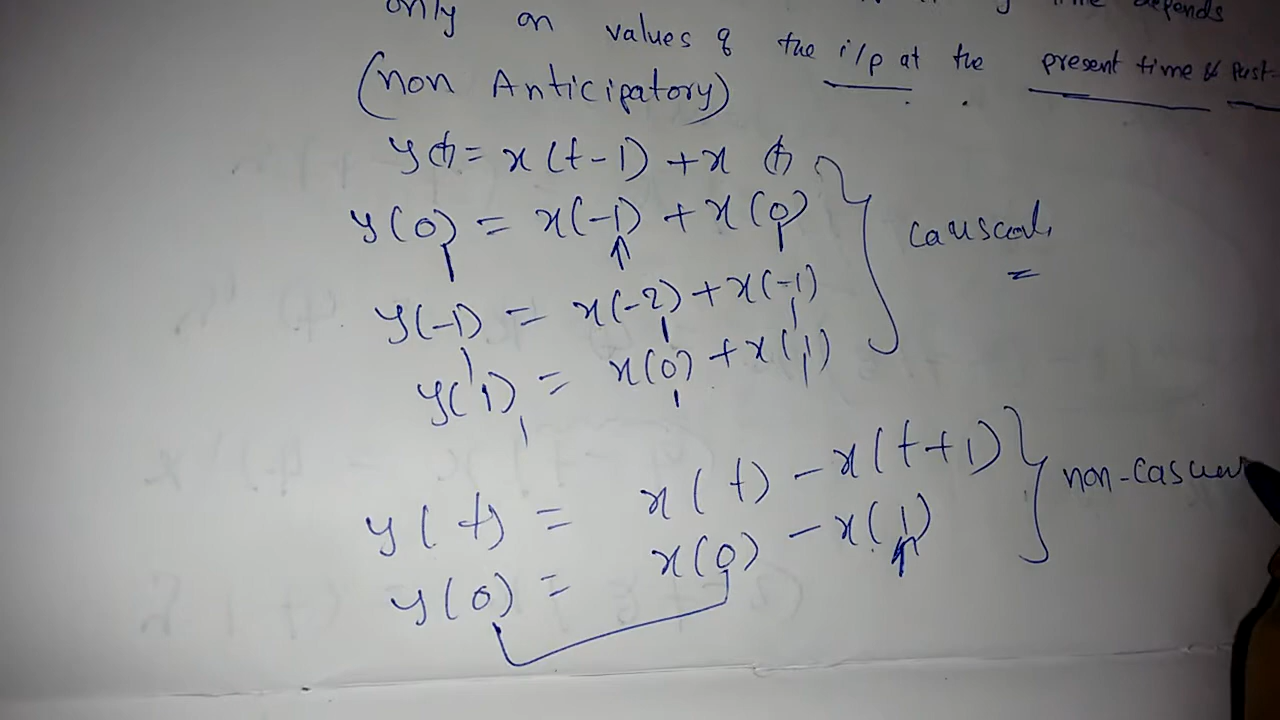 only on values of the i/p at the present time & past
(non Anticipatory)
y(t) = x(t-1) + x(t)
y(0) = x(-1) + x(0)
causal,
y(-1) = x(-2) + x(-1)
y(1) = x(0) + x(1)
y(t) = x(t) - x(t+1)
non-casual
y(0) = x(0) - x(1)